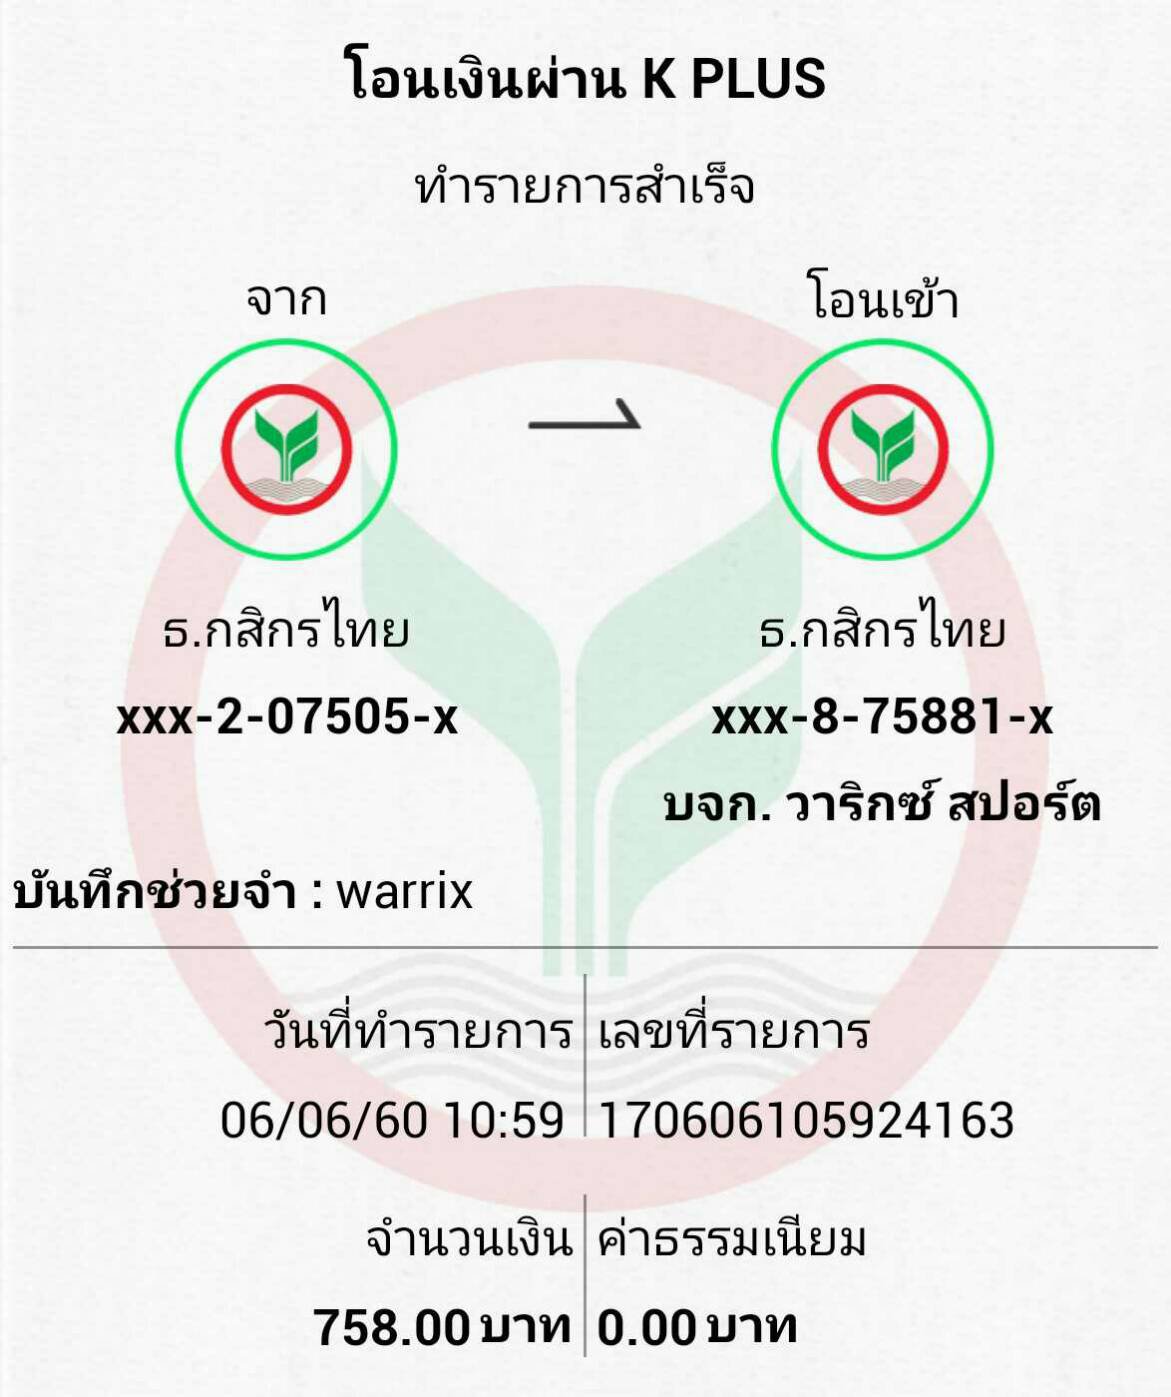 โอนเงินผ่าน K PLUS
ทำรายการสำเร็จ
จาก
โอนเข้า
ธ.กสิกรไทย
ธ.กสิกรไทย
xxx-2-07505-x
xxx-8-75881-x
บจก. วาริกซ์ สปอร์ต
บันทึกช่วยจำ : warrix
วันที่ทำรายการ
เลขที่รายการ
06/06/60 10:59
170606105924163
จำนวนเงิน
ค่าธรรมเนียม
758.00 บาท
0.00 บาท